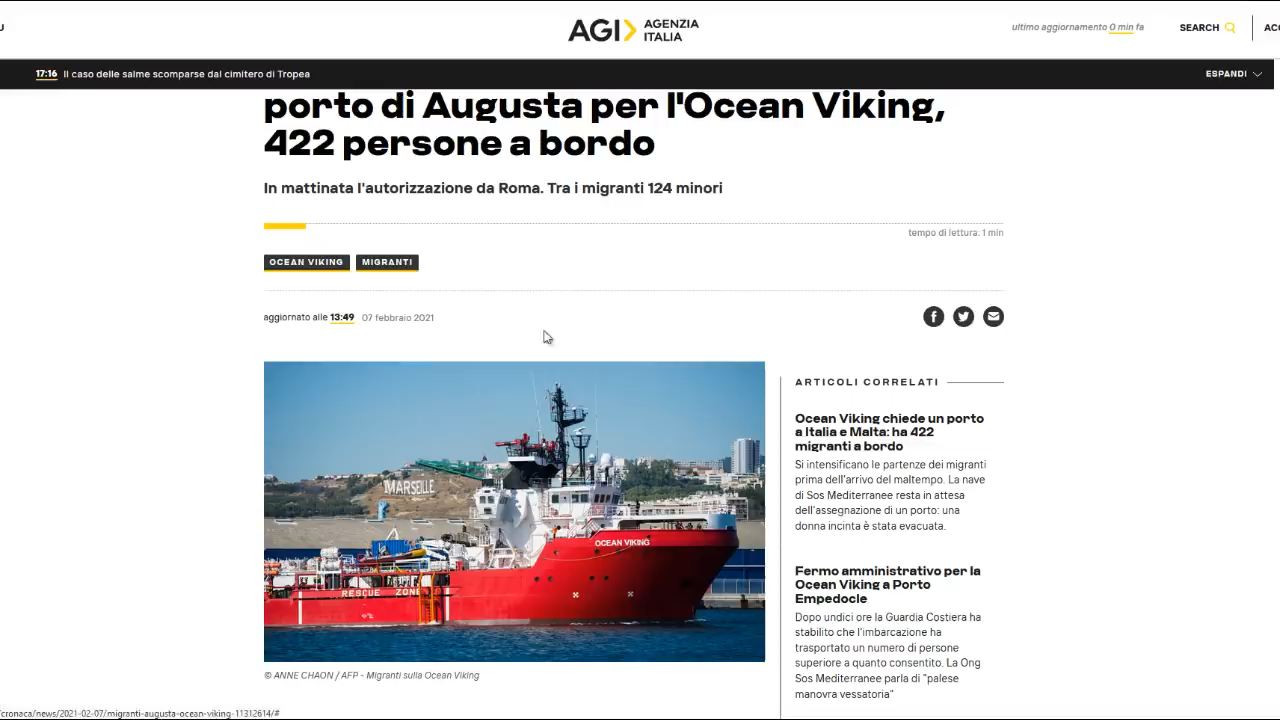 U
AGI AGENZIA
ITALIA
ultimo aggiornamento 0 min fa
SEARCH
ACC
17:16 Il caso delle salme scomparse dal cimitero di Tropea
ESPANDI
porto di Augusta per l'Ocean Viking,
422 persone a bordo
In mattinata l'autorizzazione da Roma. Tra i migranti 124 minori
tempo di lettura: 1 min
OCEAN VIKING MIGRANTI
aggiornato alle 13:49 07 febbraio 2021
MARSEILLE
OCEAN VIKING
RESCUE ZONE
© ANNE CHAON / AFP - Migranti sulla Ocean Viking
ARTICOLI CORRELATI
Ocean Viking chiede un porto
a Italia e Malta: ha 422
migranti a bordo
Si intensificano le partenze dei migranti
prima dell'arrivo del maltempo. La nave
di Sos Mediterranee resta in attesa
dell'assegnazione di un porto: una
donna incinta è stata evacuata.
Fermo amministrativo per la
Ocean Viking a Porto
Empedocle
Dopo undici ore la Guardia Costiera ha
stabilito che l'imbarcazione ha
trasportato un numero di persone
superiore a quanto consentito. La Ong
Sos Mediterranee parla di "palese
manovra vessatoria"
/cronaca/news/2021-02-07/migranti-augusta-ocean-viking-11312614/#